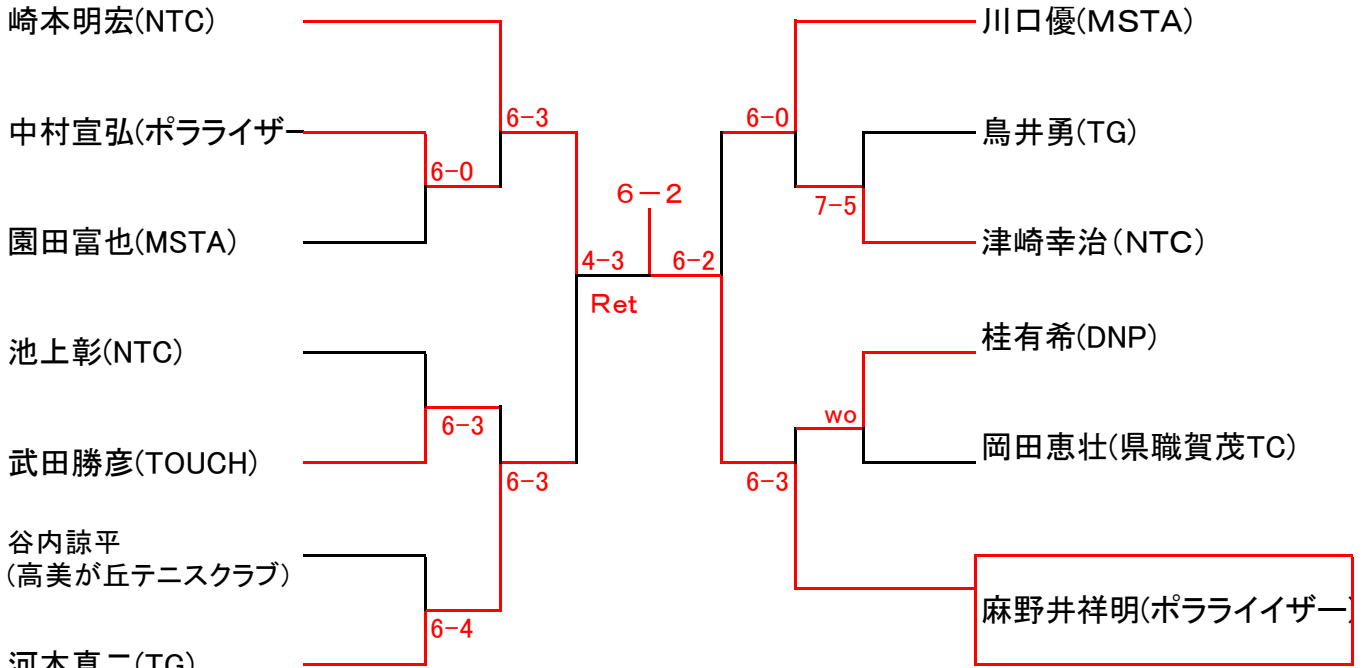 崎本明宏(NTC)
中村宣弘(ポラライザー
園田富也(MSTA)
池上彰(NTC)
武田勝彦(TOUCH)
谷内諒平
(高美が丘テニスクラブ)
河本真二(TG)
6-3
6-0
6-3
6-3
6-4
4-3
Ret
6-2
6-2
6-0
7-5
wo
6-3
川口優(MSTA)
鳥井勇(TG)
津崎幸治(NTC)
桂有希(DNP)
岡田恵壮(県職賀茂TC)
麻野井祥明(ポラライイザー)